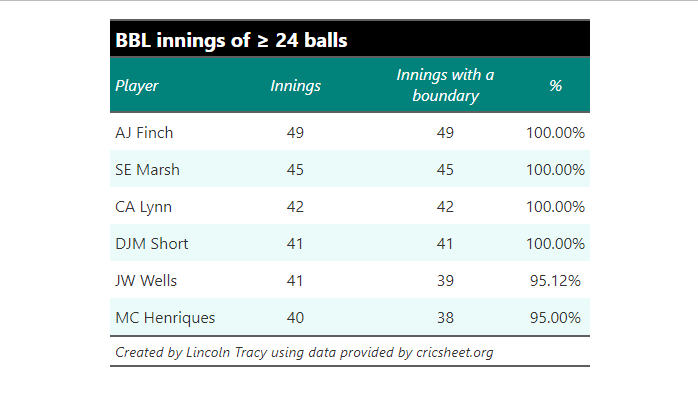 BBL innings of ≥ 24 balls
Player Innings Innings with a boundary %
AJ Finch 49 49 100.00%
SE Marsh 45 45 100.00%
CA Lynn 42 42 100.00%
DJM Short 41 41 100.00%
JW Wells 41 39 95.12%
MC Henriques 40 38 95.00%
Created by Lincoln Tracy using data provided by cricsheet.org